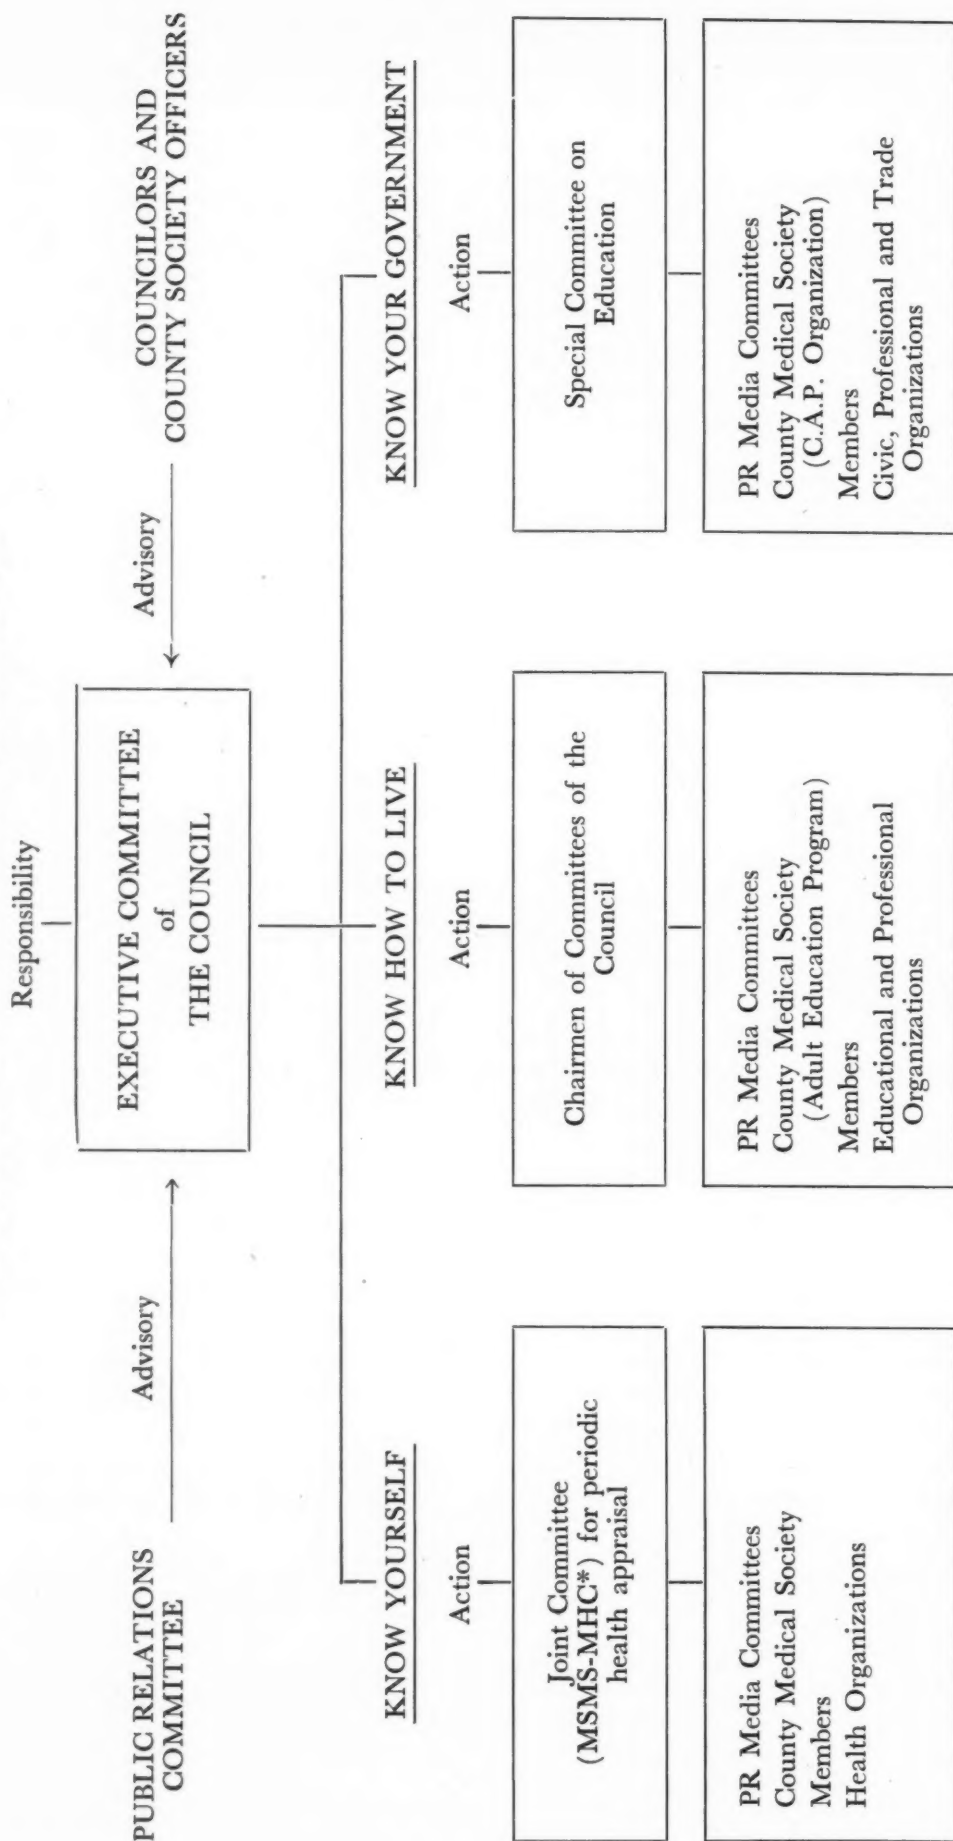 Responsibility
PUBLIC RELATIONS
COMMITTEE
Advisory
EXECUTIVE COMMITTEE
of
THE COUNCIL
Advisory
COUNCILORS AND
COUNTY SOCIETY OFFICERS
KNOW YOURSELF
Action
Joint Committee
(MSMS-MHC*) for periodic
health appraisal
PR Media Committees
County Medical Society
Members
Health Organizations
KNOW HOW TO LIVE
Action
Chairmen of Committees of the
Council
PR Media Committees
County Medical Society
(Adult Education Program)
Members
Educational and Professional
Organizations
KNOW YOUR GOVERNMENT
Action
Special Committee on
Education
PR Media Committees
County Medical Society
(C.A.P. Organization)
Members
Civic, Professional and Trade
Organizations